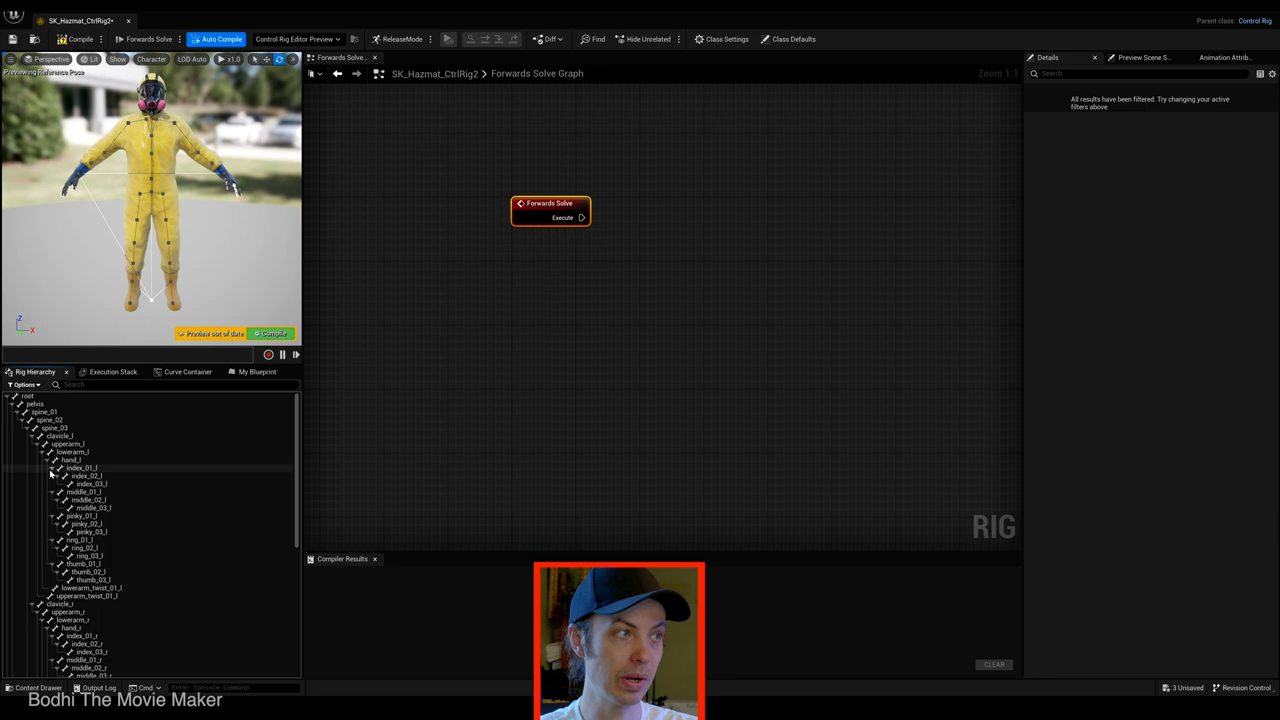 SK_Hazmat_CtrlRig2*
Parent class: Control Rig
Compile
Forwards Solve
Auto Compile
Control Rig Editor Preview
ReleaseMode
Diff
Find
Hide Unrelated
Class Settings
Class Defaults
Perspective
Lit
Show
Character
LOD Auto
x1.0
Previewing Reference Pose
Forwards Solve...
SK_Hazmat_CtrlRig2 > Forwards Solve Graph
Zoom 1:1
Details
Preview Scene S...
Animation Attrib...
Search
All results have been filtered. Try changing your active
filters above.
Forwards Solve
Execute
Z
X
Preview out of date
Compile
Rig Hierarchy
Execution Stack
Curve Container
My Blueprint
Options
Search
root
pelvis
spine_01
spine_02
spine_03
clavicle_l
upperarm_l
lowerarm_l
hand_l
index_01_l
index_02_l
index_03_l
middle_01_l
middle_02_l
middle_03_l
pinky_01_l
pinky_02_l
pinky_03_l
ring_01_l
ring_02_l
ring_03_l
thumb_01_l
thumb_02_l
thumb_03_l
lowerarm_twist_01_l
upperarm_twist_01_l
clavicle_r
upperarm_r
lowerarm_r
hand_r
index_01_r
index_02_r
index_03_r
middle_01_r
middle_02_r
middle_03_r
RIG
Compiler Results
CLEAR
Content Drawer
Output Log
Cmd
Enter Console Command
3 Unsaved
Revision Control
Bodhi The Movie Maker